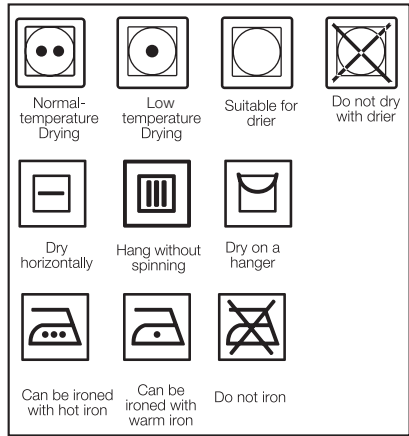 Normal-
temperature
Drying
Low
temperature
Drying
Suitable for
drier
Do not dry
with drier
Dry
horizontally
Hang without
spinning
Dry on a
hanger
Can be ironed
with hot iron
Can be
ironed with
warm iron
Do not iron